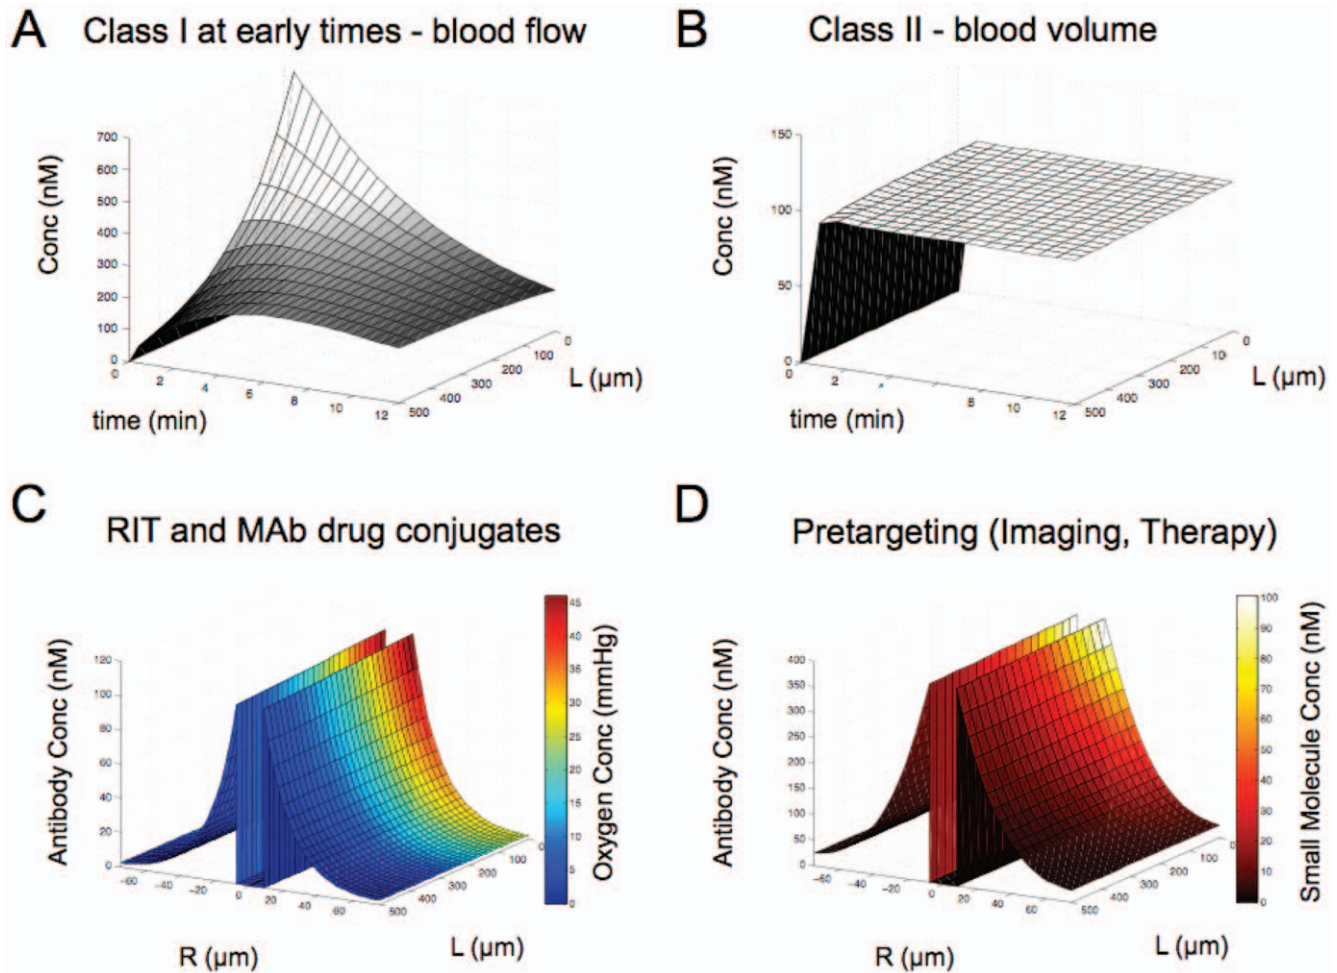 A Class I at early times - blood flow
700
600
500
400
300
200
100
0
Conc (nM)
0 2 4 6 8 10 12
time (min)
500 400 300 200 100 0
L (µm)
B Class II - blood volume
150
100
50
0
Conc (nM)
0 2 8 10 12
time (min)
500 400 300 200 10 0
L (µm)
C RIT and MAb drug conjugates
120
100
80
60
40
20
0
Antibody Conc (nM)
-60 -40 -20 0 20 40 60
R (µm)
500 400 300 200 100 0
L (µm)
45
40
35
30
25
20
15
10
5
0
Oxygen Conc (mmHg)
D Pretargeting (Imaging, Therapy)
400
350
300
250
200
150
100
50
0
Antibody Conc (nM)
-60 -40 -20 0 20 40 60
R (µm)
500 400 300 200 100 0
L (µm)
100
90
80
70
60
50
40
30
20
10
0
Small Molecule Conc (nM)